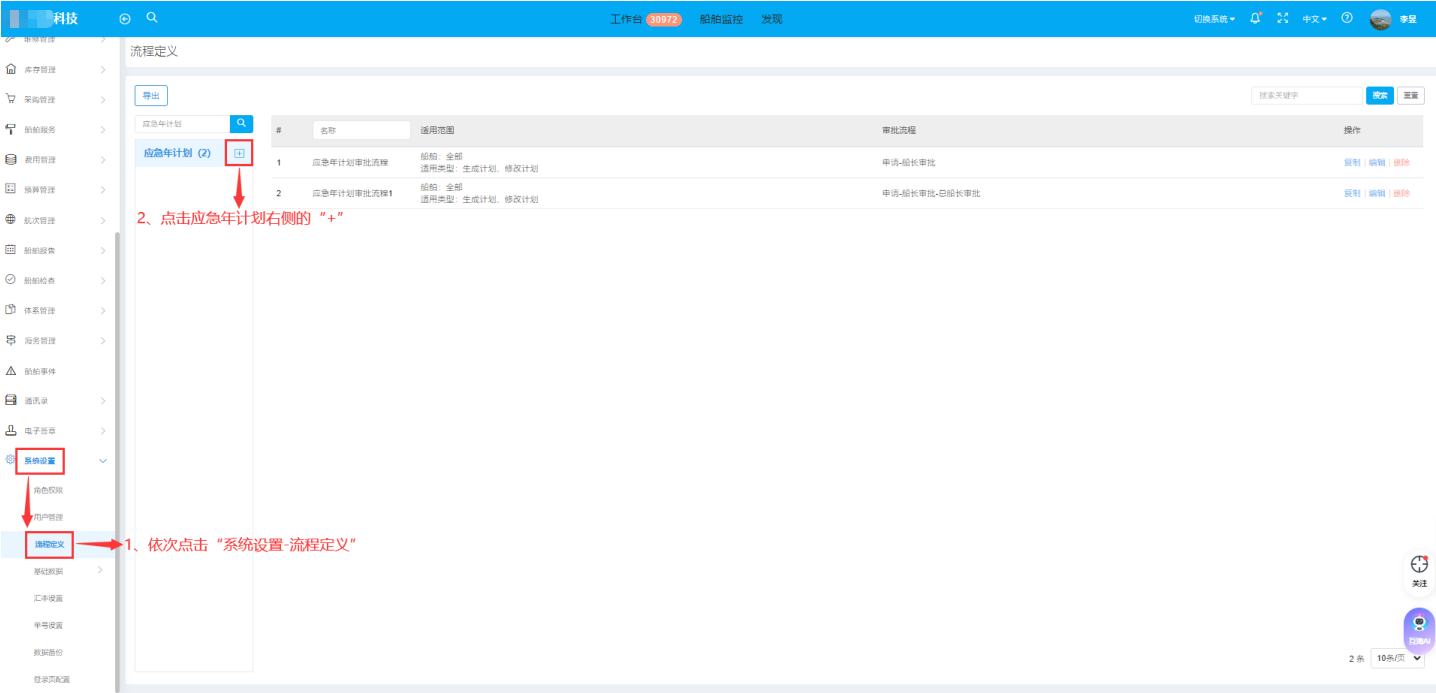 科技
工作台 30972 船舶监控 发现
切换系统 中文 李昱
维修管理
库存管理
采购管理
船舶服务
费用管理
预算管理
航次管理
船舶报告
船舶检查
体系管理
海务管理
船舶事件
通讯录
电子签章
系统设置
角色权限
用户管理
流程定义
基础数据
汇率设置
单号设置
数据备份
登录页配置
流程定义
导出
搜索关键字 搜索 重置
应急年计划
应急年计划（2）
# 名称 适用范围 审批流程 操作
1 应急年计划审批流程 船舶：全部 申请-船长审批 复制 | 编辑 | 删除
适用类型：生成计划、修改计划
2 应急年计划审批流程1 船舶：全部 申请-船长审批-总船长审批 复制 | 编辑 | 删除
适用类型：生成计划、修改计划
2、点击应急年计划右侧的“+”
1、依次点击“系统设置-流程定义”
关注
互海AI
2 条 10条/页